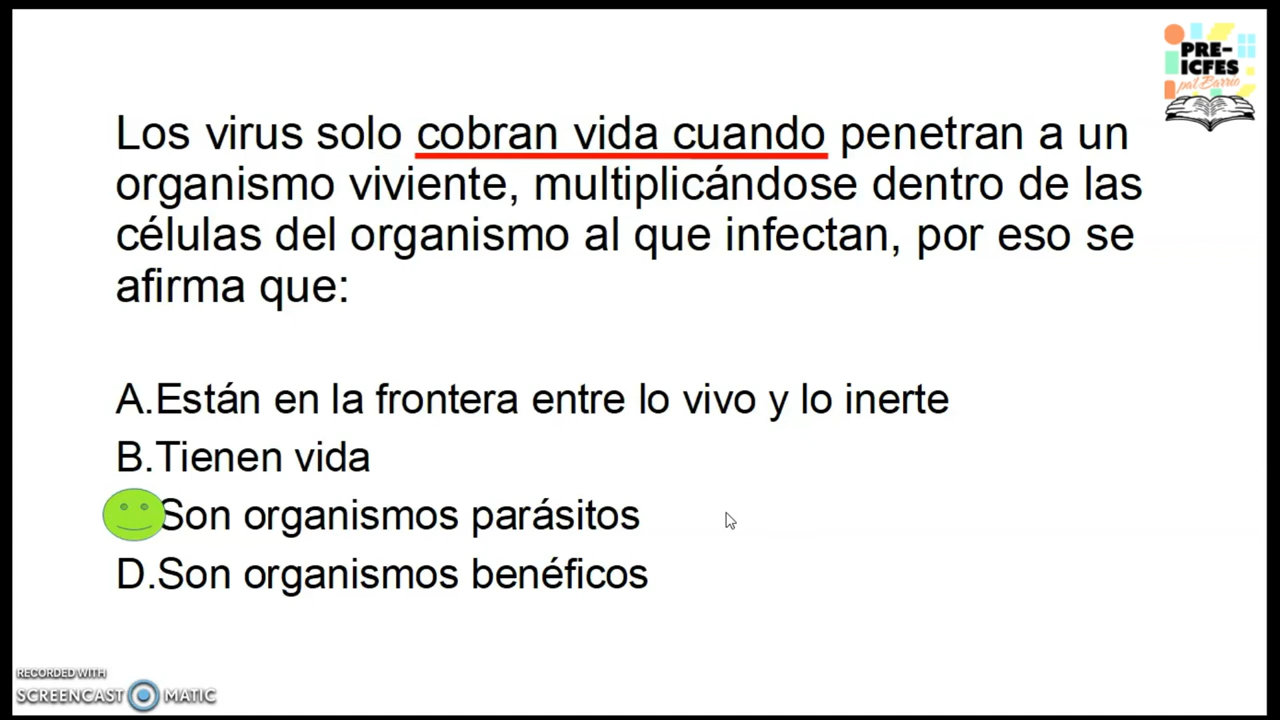 PRE-
ICFES
pa'l Barrio
Los virus solo cobran vida cuando penetran a un
organismo viviente, multiplicándose dentro de las
células del organismo al que infectan, por eso se
afirma que:
A.Están en la frontera entre lo vivo y lo inerte
B.Tienen vida
Son organismos parásitos
D.Son organismos benéficos
RECORDED WITH
SCREENCAST MATIC